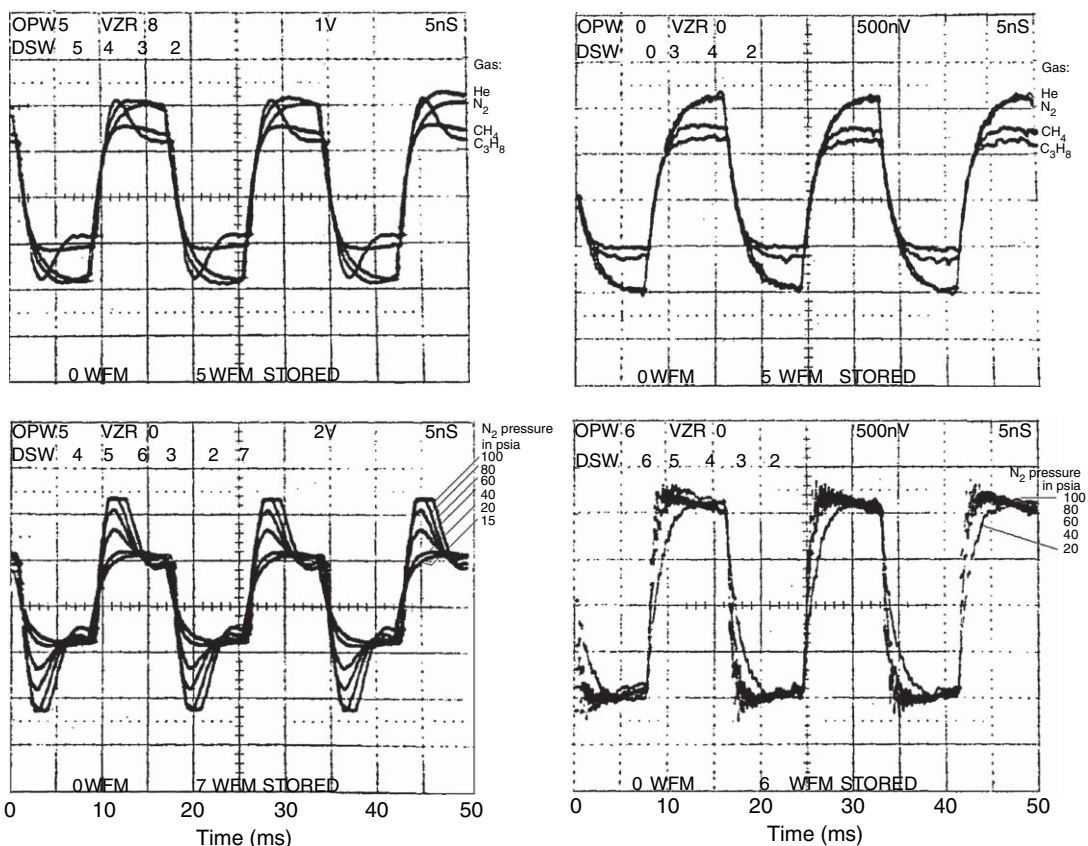 OPW 5 VZR 8 1V 5nS
DSW 5 4 3 2
Gas:
He
N2
CH4
C3H8
0 WFM 5 WFM STORED
OPW 0 VZR 0 500nV 5nS
DSW 0 3 4 2
Gas:
He
N2
CH4
C3H8
0 WFM 5 WFM STORED
OPW 5 VZR 0 2V 5nS
DSW 4 5 6 3 2 7
N2 pressure
in psia
100
80
60
40
20
15
0 WFM 7 WFM STORED
0 10 20 30 40 50
Time (ms)
OPW 6 VZR 0 500nV 5nS
DSW 6 5 4 3 2
N2 pressure
in psia
100
80
60
40
20
0 WFM 6 WFM STORED
0 10 20 30 40 50
Time (ms)